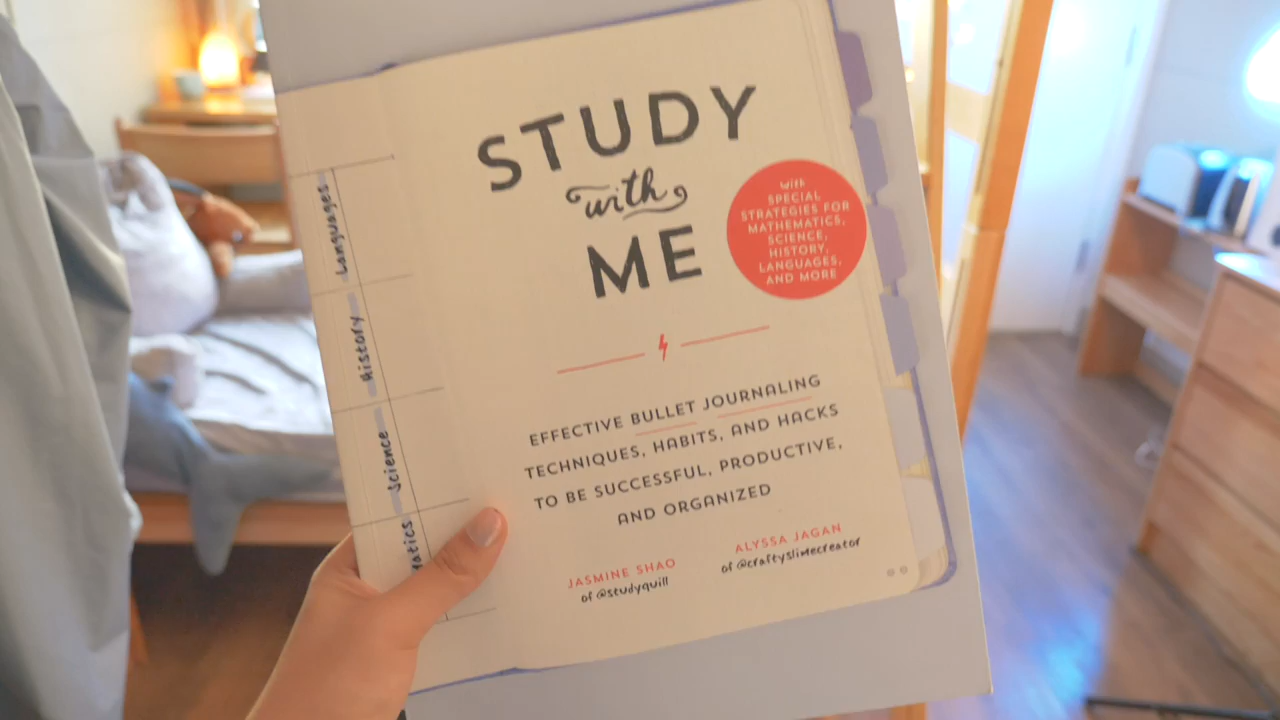 STUDY
with
ME
with
SPECIAL
STRATEGIES FOR
MATHEMATICS,
SCIENCE,
HISTORY,
LANGUAGES,
AND MORE
EFFECTIVE BULLET JOURNALING
TECHNIQUES, HABITS, AND HACKS
TO BE SUCCESSFUL, PRODUCTIVE,
AND ORGANIZED
JASMINE SHAO
of @studyquill
ALYSSA JAGAN
of @craftyslimecreator
Languages
History
Science